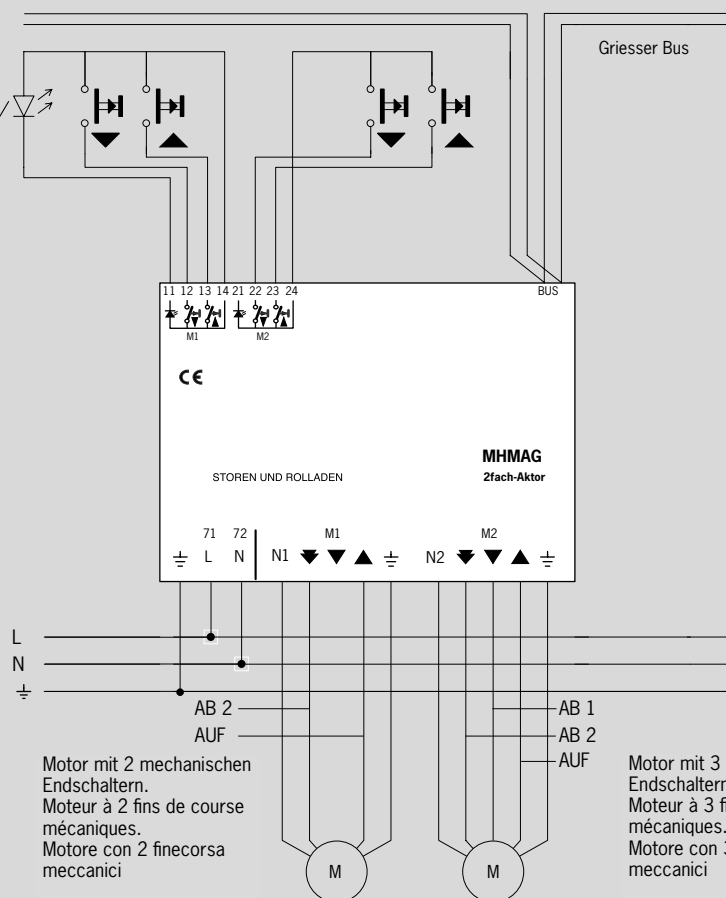 Griesser Bus
11 12 13 14 21 22 23 24
BUS
M1
M2
CE
MHMAG
2fach-Aktor
STOREN UND ROLLADEN
71 72
M1
M2
L N N1
N2
L
N
AB 2
AUF
AB 1
AB 2
AUF
Motor mit 2 mechanischen
Endschaltern.
Moteur à 2 fins de course
mécaniques.
Motore con 2 finecorsa
meccanici
Motor mit 3
Endschaltern
Moteur à 3
mécaniques.
Motore con
meccanici
M
M